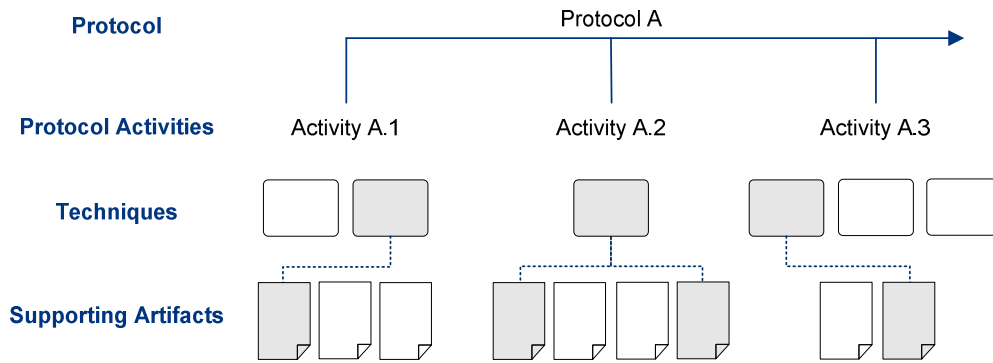 Protocol
Protocol A
Protocol Activities
Activity A.1
Activity A.2
Activity A.3
Techniques
Supporting Artifacts